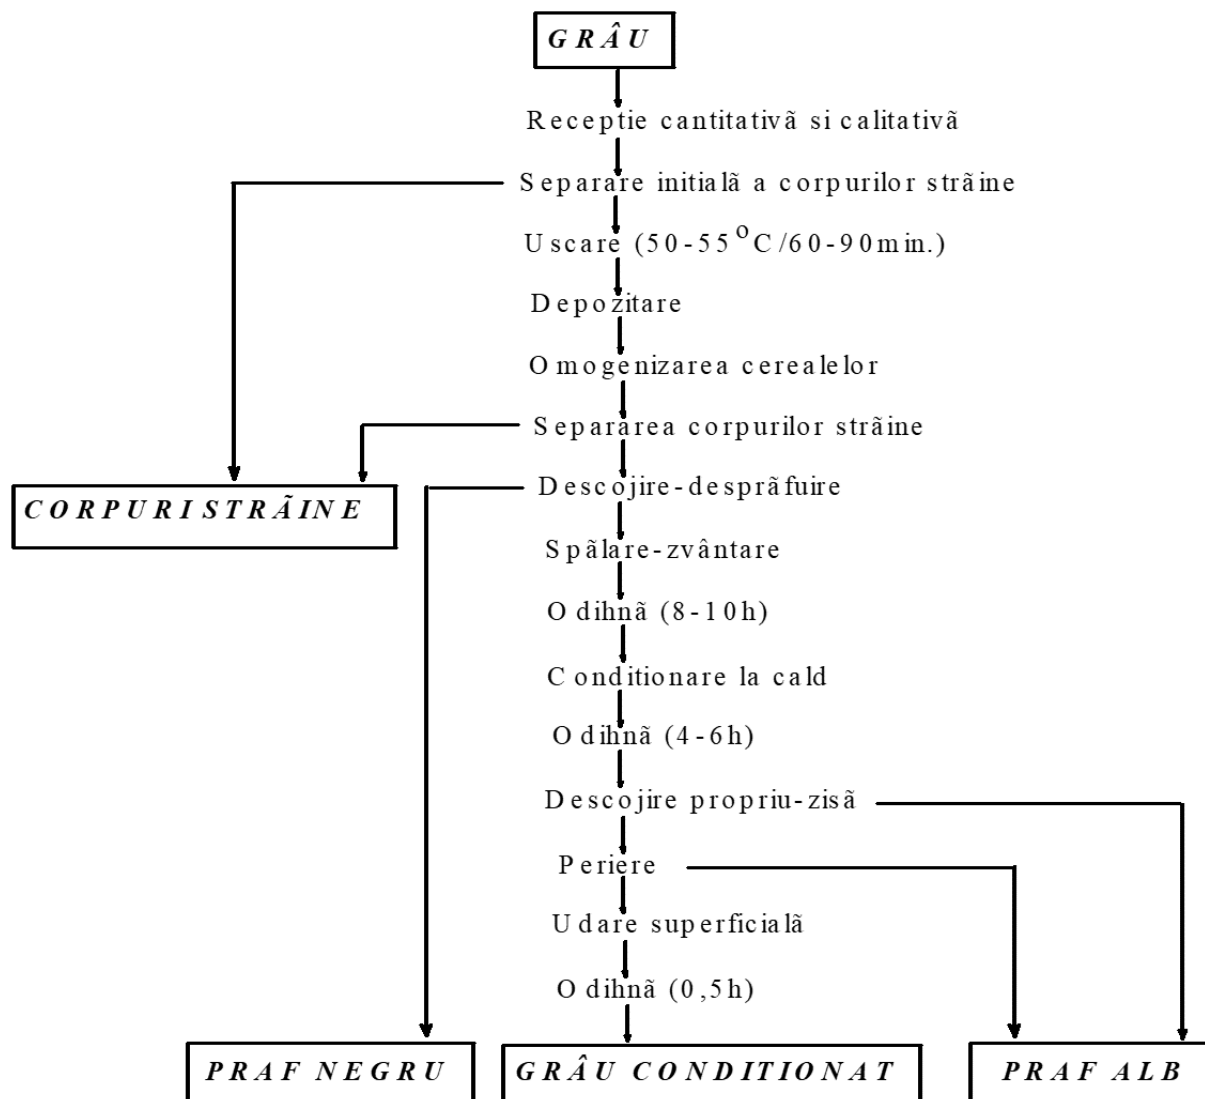 GRÂU
Receptie cantitativã si calitativã
Separare initialã a corpurilor strãine
Uscare (50-55°C/60-90min.)
Depozitare
Omogenizarea cerealelor
Separarea corpurilor strãine
Descojire-desprãfuire
CORPURI STRÃINE
Spãlare-zvântare
Odihnã (8-10h)
Conditionare la cald
Odihnã (4-6h)
Descojire propriu-zisã
Periere
Udare superficialã
Odihnã (0,5h)
PRAF NEGRU
GRÂU CONDITIONAT
PRAF ALB